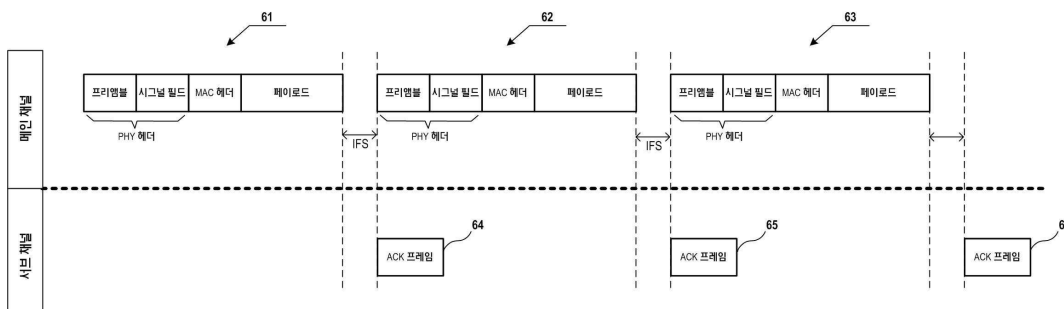 61
62
63
메인 채널
프리앰블 시그널 필드 MAC 헤더 페이로드
프리앰블 시그널 필드 MAC 헤더 페이로드
프리앰블 시그널 필드 MAC 헤더 페이로드
PHY 헤더
IFS
PHY 헤더
IFS
PHY 헤더
서브 채널
64
65
ACK 프레임
ACK 프레임
ACK 프레임